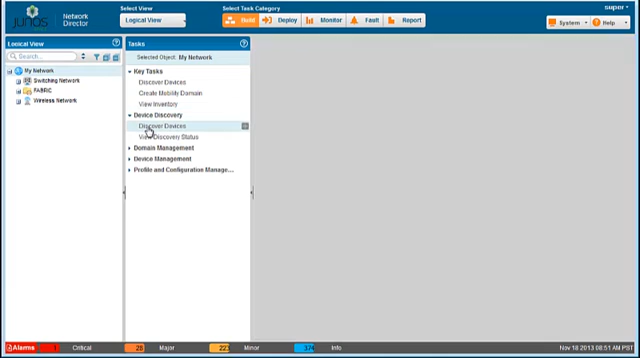 super
JUNOS
Network
Director
Select View
Logical View
Select Task Category
Build
Deploy
Monitor
Fault
Report
System
Help
Logical View
Search...
My Network
Switching Network
FABRIC
Wireless Network
Tasks
Selected Object: My Network
Key Tasks
Discover Devices
Create Mobility Domain
View Inventory
Device Discovery
Discover Devices
View Discovery Status
Domain Management
Device Management
Profile and Configuration Manage...
Alarms
Critical
Major
Minor
Info
Nov 18 2013 08:51 AM PST